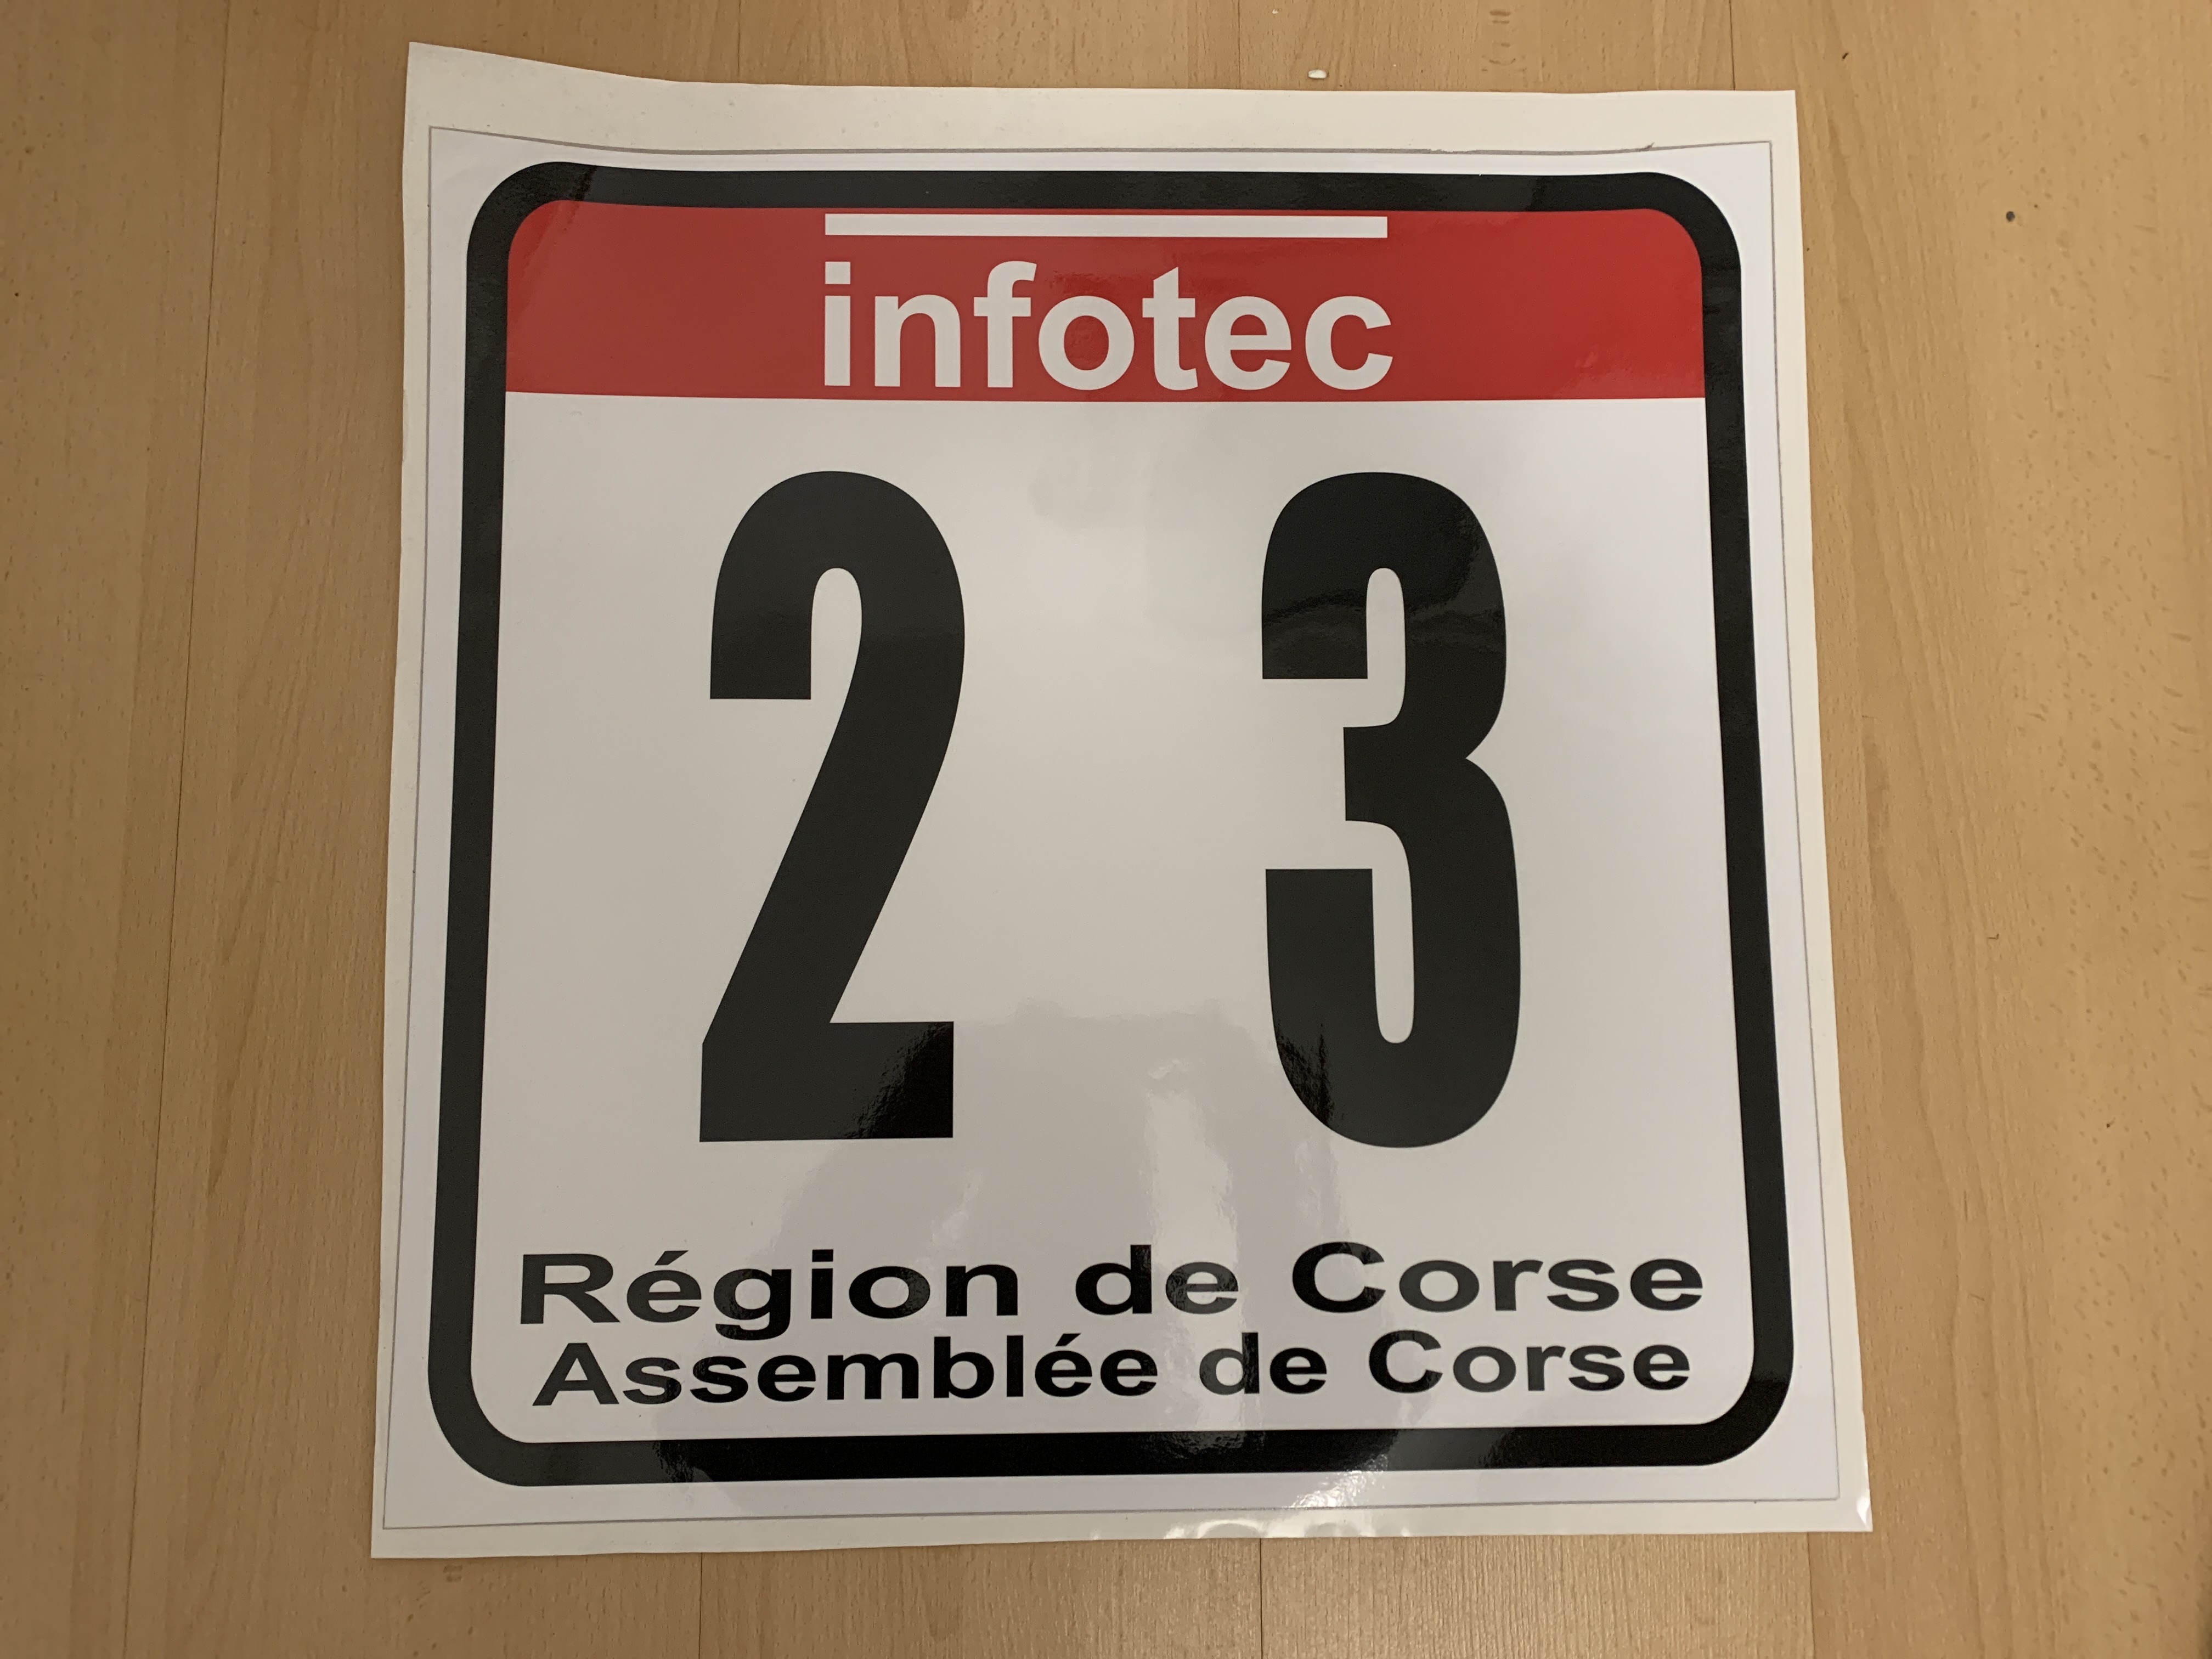 infotec
2 3
Région de Corse
Assemblée de Corse